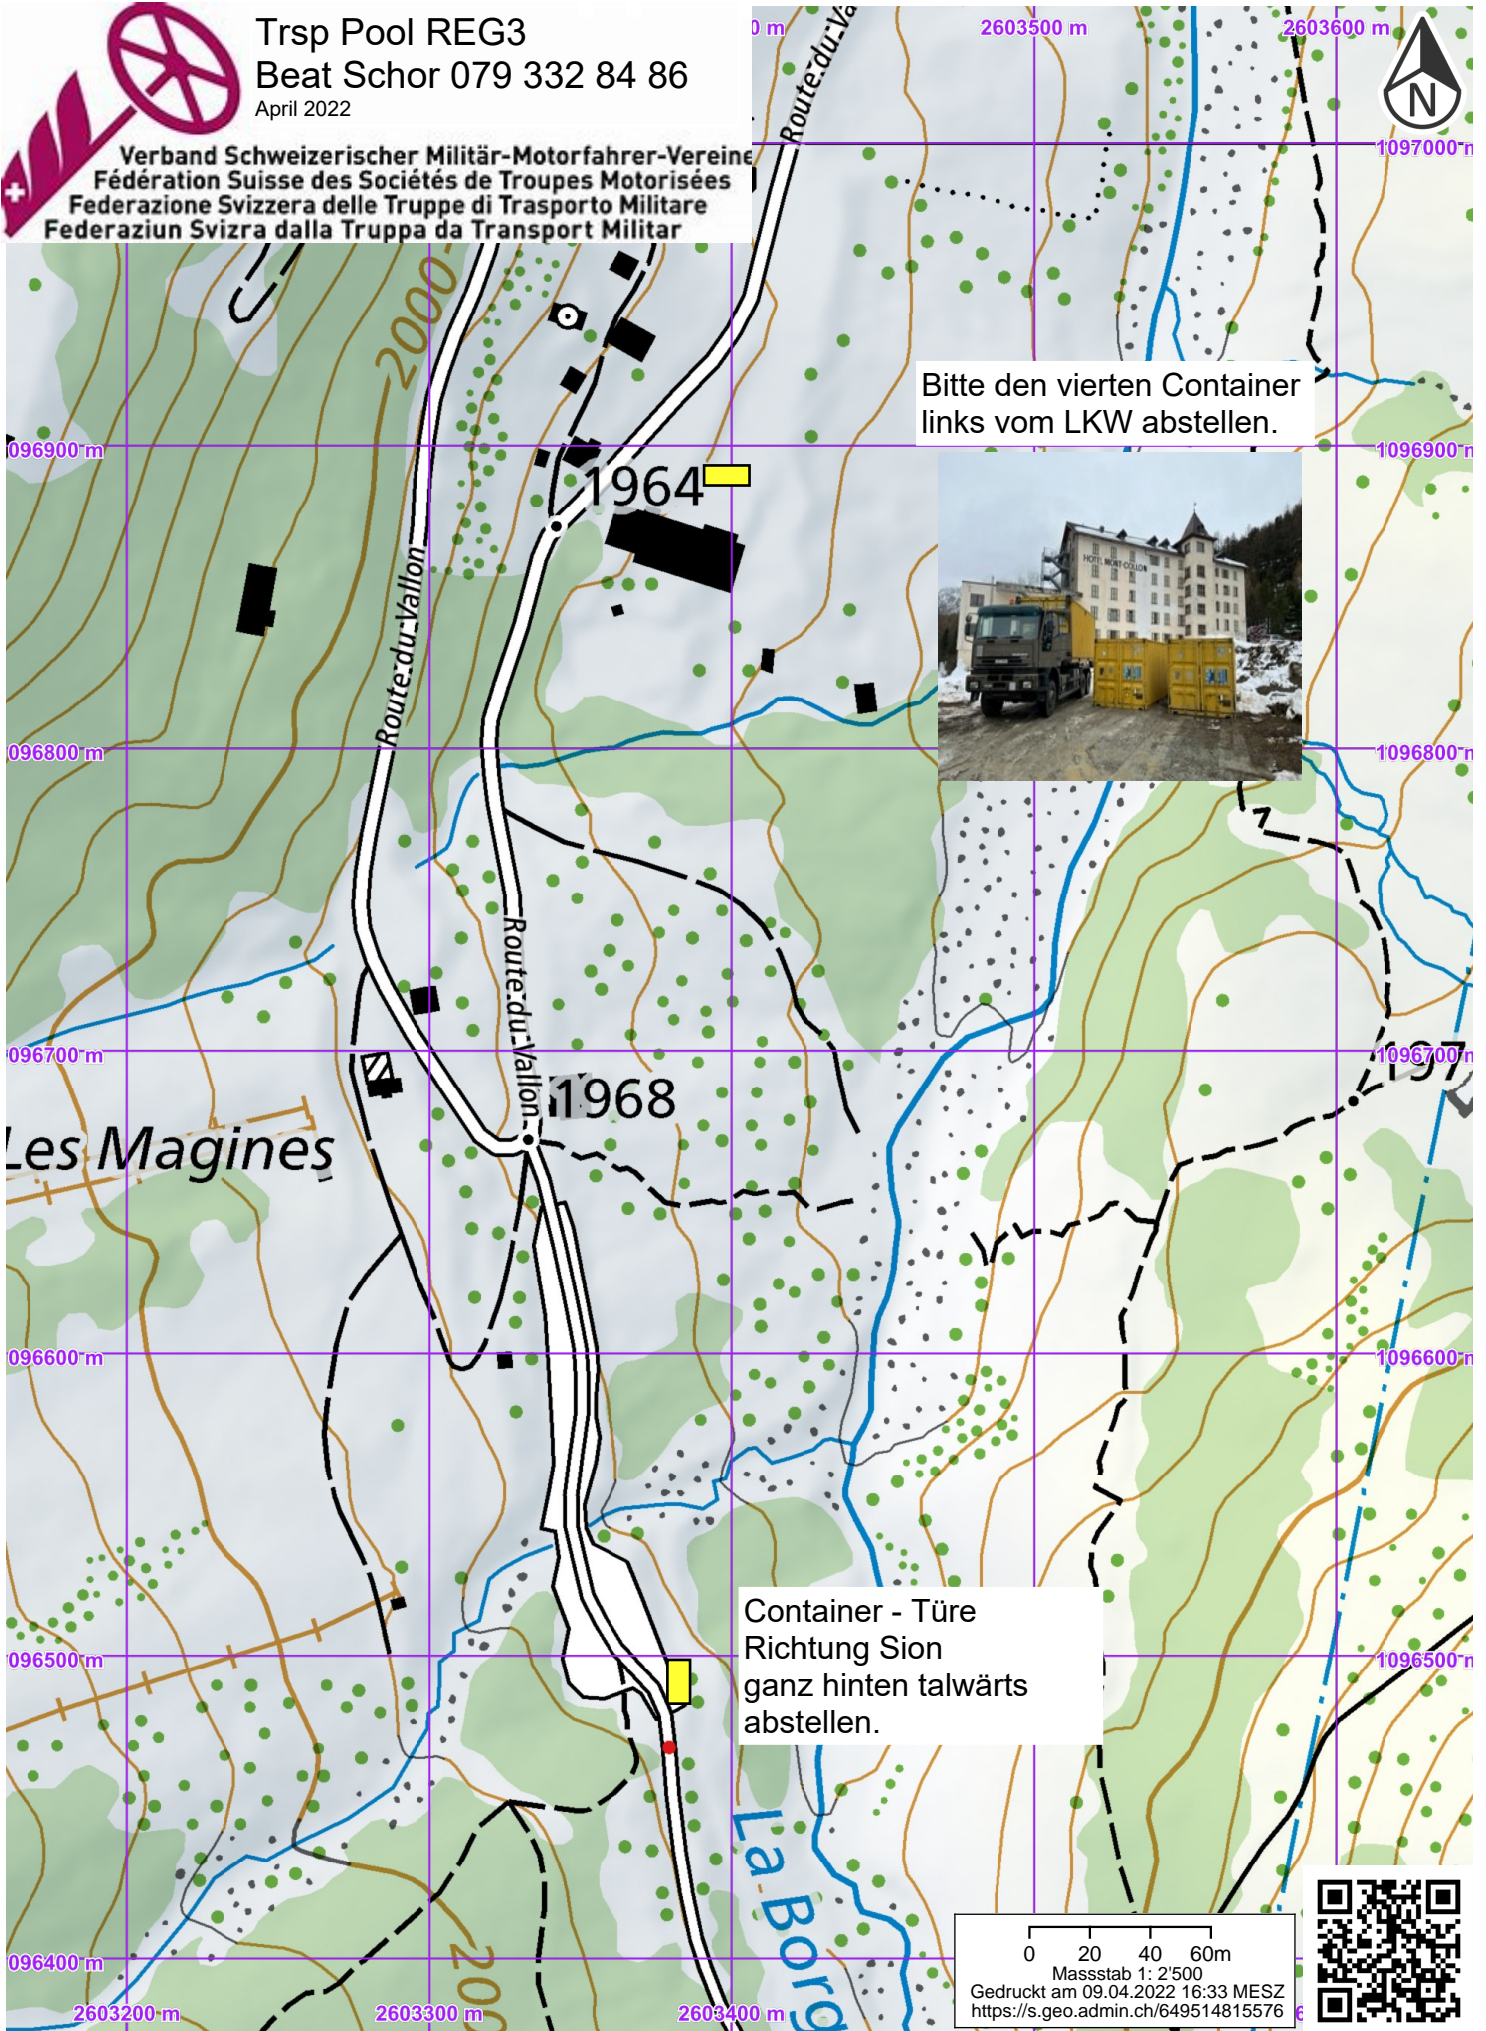 Trsp Pool REG3
Beat Schor 079 332 84 86
April 2022
Verband Schweizerischer Militär-Motorfahrer-Vereine
Fédération Suisse des Sociétés de Troupes Motorisées
Federazione Svizzera delle Truppe di Trasporto Militare
Federaziun Svizra dalla Truppa da Transport Militar
0 m
2603500 m
2603600 m
N
Route du Va
1097000 m
2000
Bitte den vierten Container
links vom LKW abstellen.
096900 m
1096900 m
1964
HOTEL MONT-COLLON
Route du Vallon
096800 m
1096800 m
Route du Vallon
096700 m
1096700 m
197
1968
Les Magines
096600 m
1096600 m
Container - Türe
Richtung Sion
ganz hinten talwärts
abstellen.
096500 m
1096500 m
La Borg
200
096400 m
0 20 40 60m
Massstab 1: 2'500
Gedruckt am 09.04.2022 16:33 MESZ
https://s.geo.admin.ch/649514815576
2603200 m
2603300 m
2603400 m